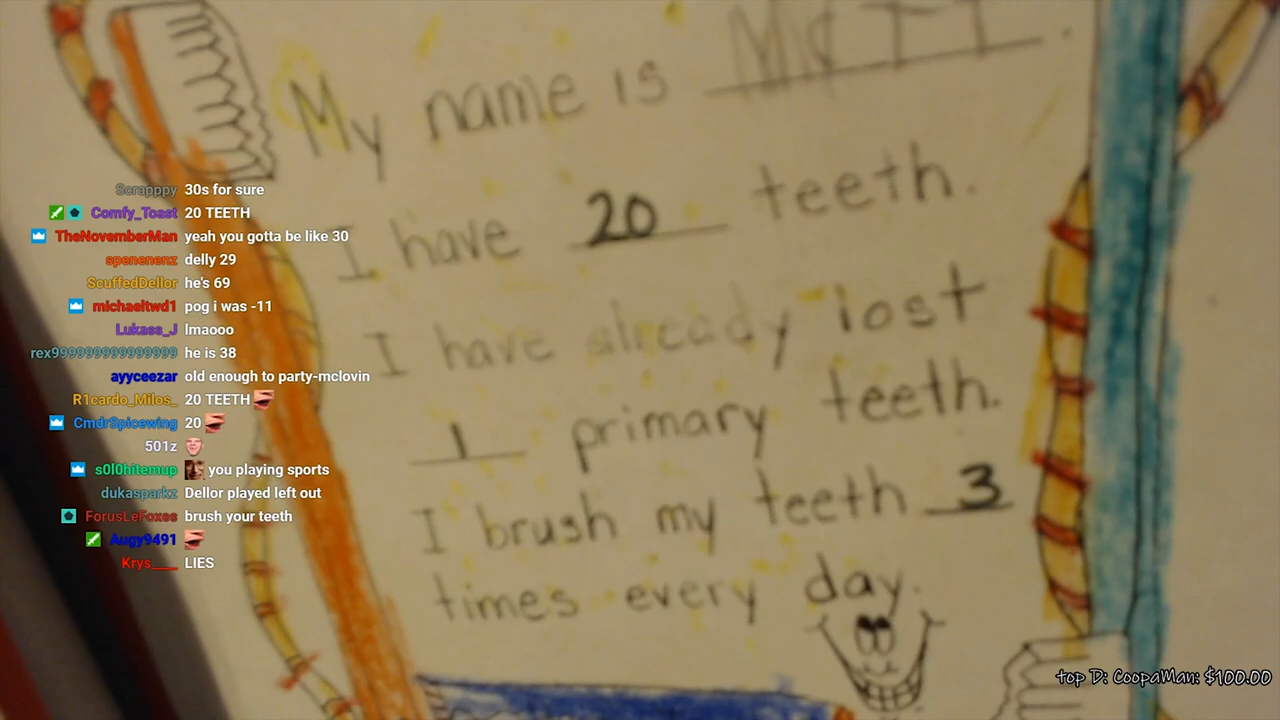 My name is MATT.
I have 20 teeth.
I have already lost
1 primary teeth.
I brush my teeth 3
times every day.
Scrapppy 30s for sure
Comfy_Toast 20 TEETH
TheNovemberMan yeah you gotta be like 30
spenenenz delly 29
ScuffedDellor he's 69
michaeltwd1 pog i was -11
Lukass_J lmaooo
rex999999999999999 he is 38
ayyceezar old enough to party-mclovin
R1cardo_Milos_ 20 TEETH
CmdrSpicewing 20
501z
s0l0hitemup you playing sports
dukasparkz Dellor played left out
ForusLeFoxes brush your teeth
Augy9491
Krys____ LIES
top D: CoopaMan: $100.00